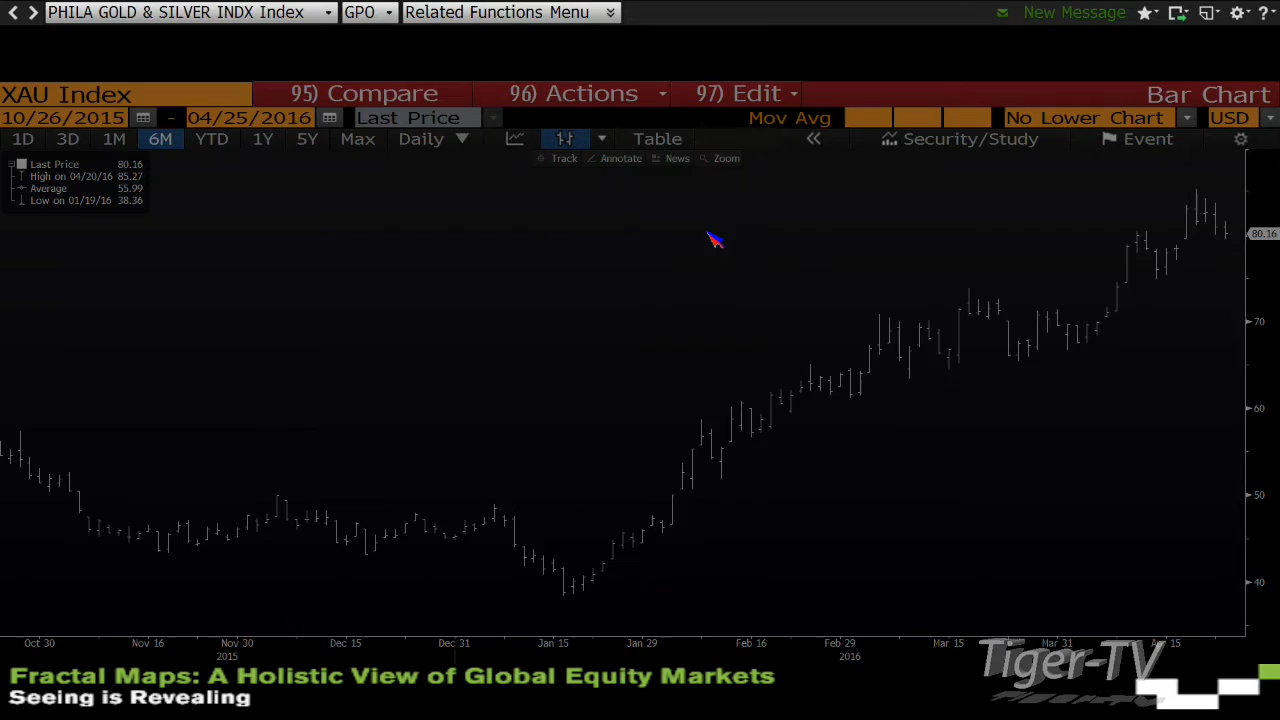 PHILA GOLD & SILVER INDX Index GPO Related Functions Menu New Message ?
XAU Index 95) Compare 96) Actions 97) Edit Bar Chart
10/26/2015 - 04/25/2016 Last Price Mov Avg No Lower Chart USD
1D 3D 1M 6M YTD 1Y 5Y Max Daily Table Security/Study Event
Track Annotate News Zoom
Last Price 80.16
High on 04/20/16 85.27
Average 55.99
Low on 01/19/16 38.36
80.16
70
60
50
40
Oct 30 Nov 16 Nov 30 Dec 15 Dec 31 Jan 15 Jan 29 Feb 16 Feb 29 Mar 15 Mar 31
2015 2016
Tiger-TV
Fractal Maps: A Holistic View of Global Equity Markets
Seeing is Revealing